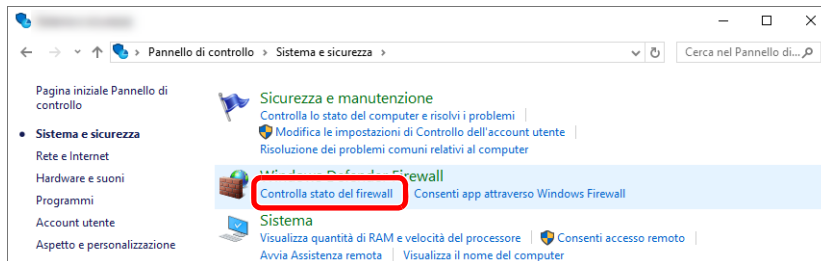 Pannello di controllo > Sistema e sicurezza >
Cerca nel Pannello di...
Pagina iniziale Pannello di
controllo
Sistema e sicurezza
Rete e Internet
Hardware e suoni
Programmi
Account utente
Aspetto e personalizzazione
Sicurezza e manutenzione
Controlla lo stato del computer e risolvi i problemi
Modifica le impostazioni di Controllo dell'account utente
Risoluzione dei problemi comuni relativi al computer
Windows Defender Firewall
Controlla stato del firewall Consenti app attraverso Windows Firewall
Sistema
Visualizza quantità di RAM e velocità del processore Consenti accesso remoto
Avvia Assistenza remota Visualizza il nome del computer